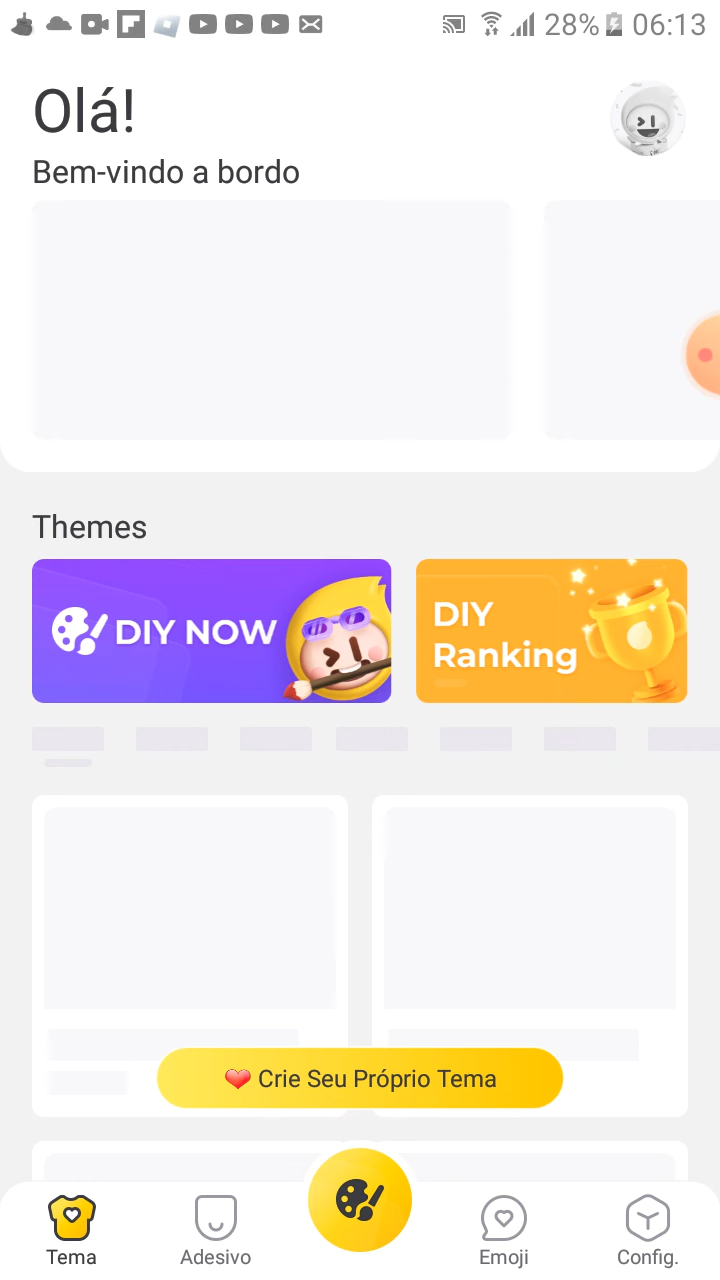 28% 06:13
Olá!
Bem-vindo a bordo
Themes
DIY NOW
DIY
Ranking
Crie Seu Próprio Tema
Tema
Adesivo
Emoji
Config.